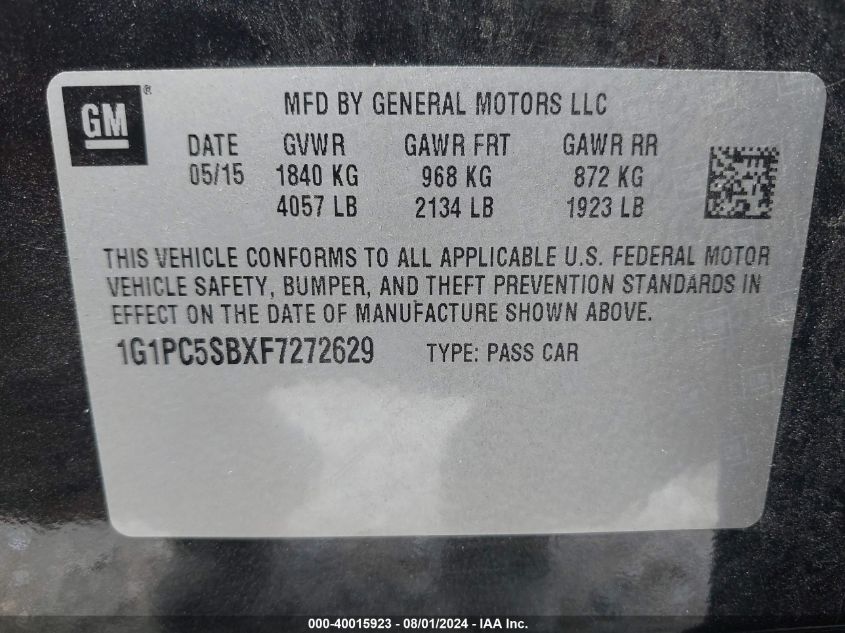 GM®
MFD BY GENERAL MOTORS LLC
DATE GVWR GAWR FRT GAWR RR
05/15 1840 KG 968 KG 872 KG
4057 LB 2134 LB 1923 LB
THIS VEHICLE CONFORMS TO ALL APPLICABLE U.S. FEDERAL MOTOR
VEHICLE SAFETY, BUMPER, AND THEFT PREVENTION STANDARDS IN
EFFECT ON THE DATE OF MANUFACTURE SHOWN ABOVE.
1G1PC5SBXF7272629 TYPE: PASS CAR
000-40015923 - 08/01/2024 - IAA Inc.